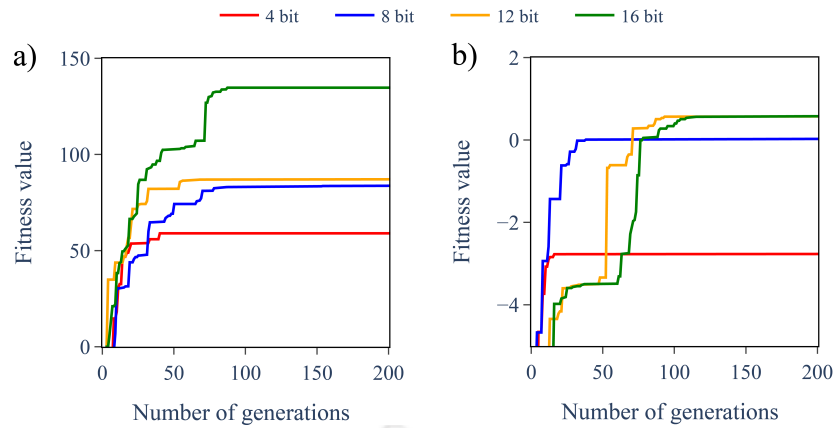 4 bit 8 bit 12 bit 16 bit
a)
150
100
50
0
Fitness value
0 50 100 150 200
Number of generations
b)
2
0
−2
−4
Fitness value
0 50 100 150 200
Number of generations